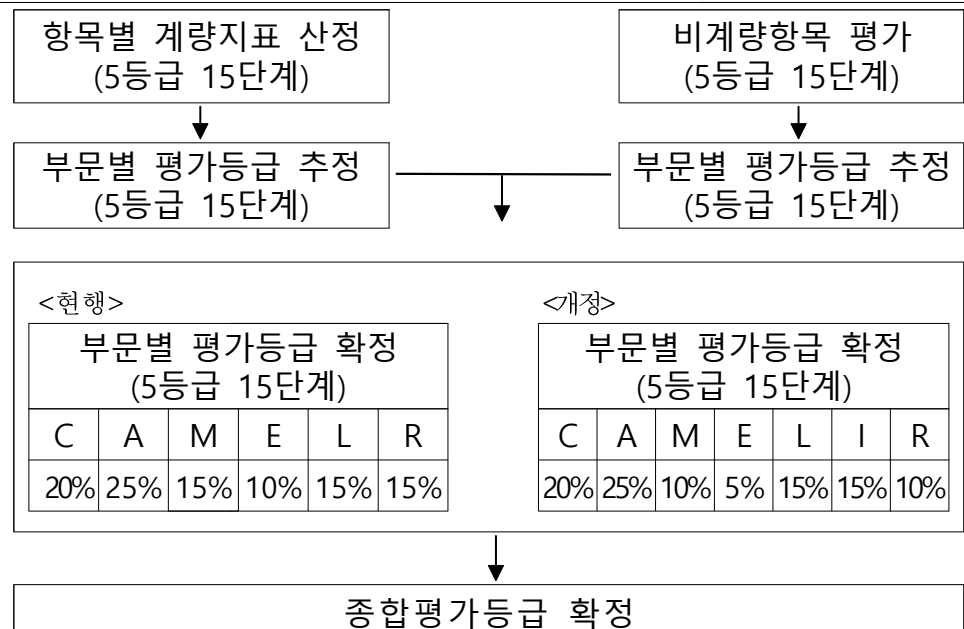 항목별 계량지표 산정
(5등급 15단계)
비계량항목 평가
(5등급 15단계)
부문별 평가등급 추정
(5등급 15단계)
부문별 평가등급 추정
(5등급 15단계)
<현행>
부문별 평가등급 확정
(5등급 15단계)
C A M E L R
20% 25% 15% 10% 15% 15%
<개정>
부문별 평가등급 확정
(5등급 15단계)
C A M E L I R
20% 25% 10% 5% 15% 15% 10%
종합평가등급 확정